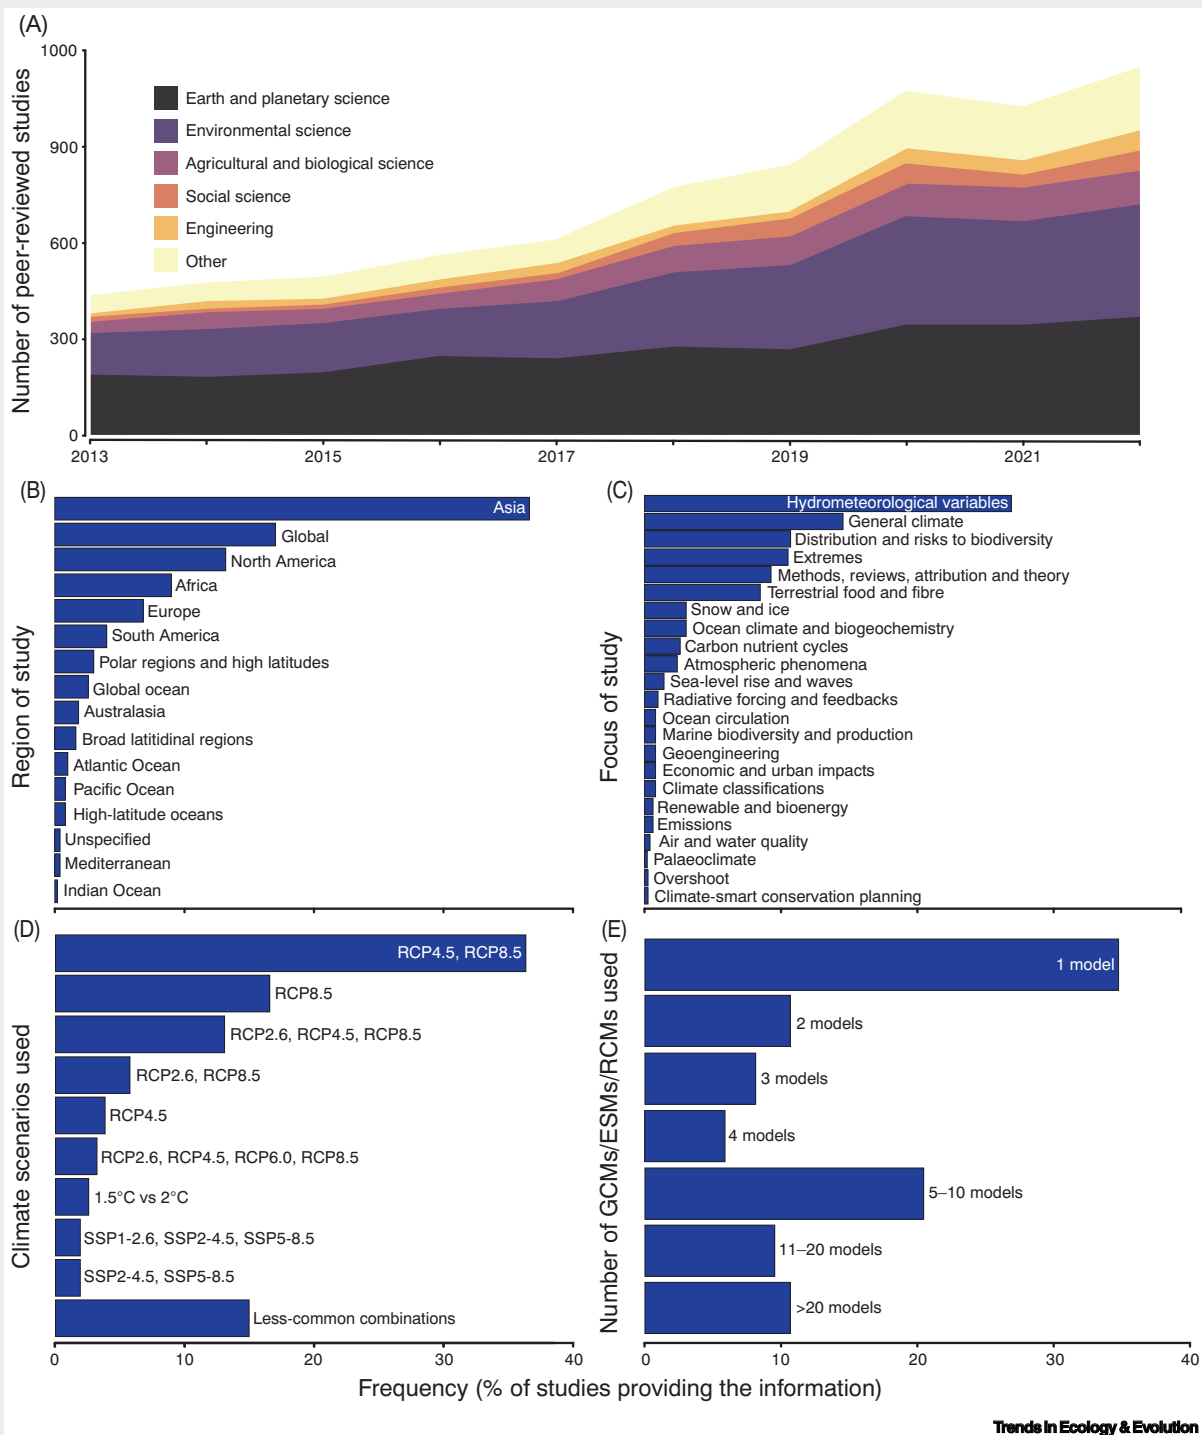 (A)
Number of peer-reviewed studies
1000
900
600
300
0
Earth and planetary science
Environmental science
Agricultural and biological science
Social science
Engineering
Other
2013
2015
2017
2019
2021
(B)
Region of study
Asia
Global
North America
Africa
Europe
South America
Polar regions and high latitudes
Global ocean
Australasia
Broad latitidinal regions
Atlantic Ocean
Pacific Ocean
High-latitude oceans
Unspecified
Mediterranean
Indian Ocean
(C)
Focus of study
Hydrometeorological variables
General climate
Distribution and risks to biodiversity
Extremes
Methods, reviews, attribution and theory
Terrestrial food and fibre
Snow and ice
Ocean climate and biogeochemistry
Carbon nutrient cycles
Atmospheric phenomena
Sea-level rise and waves
Radiative forcing and feedbacks
Ocean circulation
Marine biodiversity and production
Geoengineering
Economic and urban impacts
Climate classifications
Renewable and bioenergy
Emissions
Air and water quality
Palaeoclimate
Overshoot
Climate-smart conservation planning
(D)
Climate scenarios used
RCP4.5, RCP8.5
RCP8.5
RCP2.6, RCP4.5, RCP8.5
RCP2.6, RCP8.5
RCP4.5
RCP2.6, RCP4.5, RCP6.0, RCP8.5
1.5°C vs 2°C
SSP1-2.6, SSP2-4.5, SSP5-8.5
SSP2-4.5, SSP5-8.5
Less-common combinations
0
10
20
30
40
(E)
Number of GCMs/ESMs/RCMs used
1 model
2 models
3 models
4 models
5–10 models
11–20 models
>20 models
0
10
20
30
40
Frequency (% of studies providing the information)
Trends in Ecology & Evolution